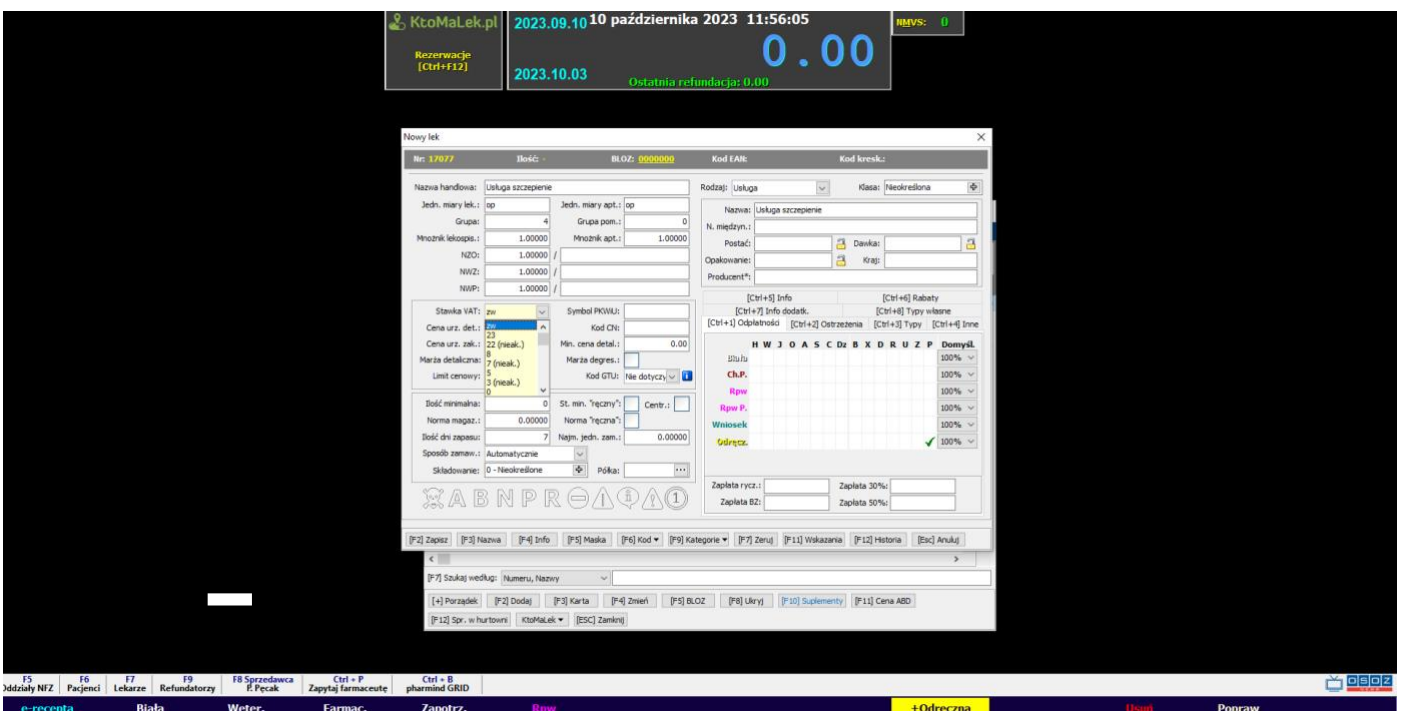 KtoMaLek.pl
Rezerwacje
[Ctrl+F12]
2023.09.10 10 października 2023 11:56:05
0.00
2023.10.03
Ostatnia refundacja: 0.00
NMVS: 0
Nowy lek
Nr: 17077 Ilość: - BLOZ: 0000000 Kod EAN: Kod kresk.:
Nazwa handlowa: Usługa szczepienie
Jedn. miary lek.: op Jedn. miary apt.: op
Grupa: 4 Grupa pom.: 0
Mnożnik lekospis.: 1.00000 Mnożnik apt.: 1.00000
NZO: 1.00000 /
NWZ: 1.00000 /
NWP: 1.00000 /
Stawka VAT: zw Symbol PKWiU:
Cena urz. det.: Kod CN:
Cena urz. zak.: Min. cena detal.: 0.00
Marża detaliczna: Marża degres.:
Limit cenowy: Kod GTU: Nie dotyczy
zw
23
22 (nieak.)
8
7 (nieak.)
5
3 (nieak.)
0
Ilość minimalna: 0 St. min. "ręczny": Centr.:
Norma magaz.: 0.00000 Norma "ręczna":
Ilość dni zapasu: 7 Najm. jedn. zam.: 0.00000
Sposób zamaw.: Automatycznie
Składowanie: 0 - Nieokreślone Półka: ...
A B N P R 1
Rodzaj: Usługa Klasa: Nieokreślona
Nazwa: Usługa szczepienie
N. międzyn.:
Postać: Dawka:
Opakowanie: Kraj:
Producent*:
[Ctrl+5] Info [Ctrl+6] Rabaty
[Ctrl+7] Info dodatk. [Ctrl+8] Typy własne
[Ctrl+1] Odpłatności [Ctrl+2] Ostrzeżenia [Ctrl+3] Typy [Ctrl+4] Inne
H W J O A S C Dz B X D R U Z P Domyśl.
100%
Ch.P. 100%
Rpw 100%
Rpw P. 100%
Wniosek 100%
Odręcz. 100%
Zapłata rycz.: Zapłata 30%:
Zapłata BZ: Zapłata 50%:
[F2] Zapisz [F3] Nazwa [F4] Info [F5] Maska [F6] Kod [F9] Kategorie [F7] Zeruj [F11] Wskazania [F12] Historia [Esc] Anuluj
[F7] Szukaj według: Numeru, Nazwy
[+] Porządek [F2] Dodaj [F3] Karta [F4] Zmień [F5] BLOZ [F8] Ukryj [F10] Suplementy [F11] Cena ABD
[F12] Spr. w hurtowni KtoMaLek [ESC] Zamknij
F5 F6 F7 F9 F8 Sprzedawca Ctrl + P Ctrl + B
Oddziały NFZ Pacjenci Lekarze Refundatorzy P. Pęcak Zapytaj farmaceutę pharmind GRID
OSOZ
e-recepta Biała Weter. Farmac. Zapotrz. Rpw +Odręczna Usuń Popraw